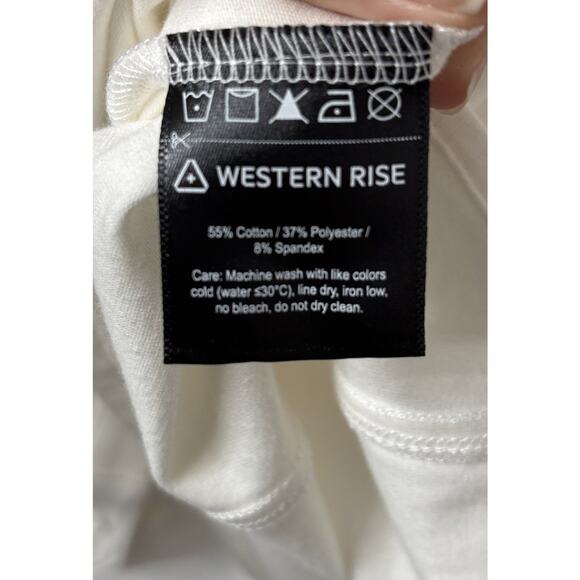 WESTERN RISE
55% Cotton / 37% Polyester /
8% Spandex
Care: Machine wash with like colors
cold (water ≤30°C), line dry, iron low,
no bleach, do not dry clean.